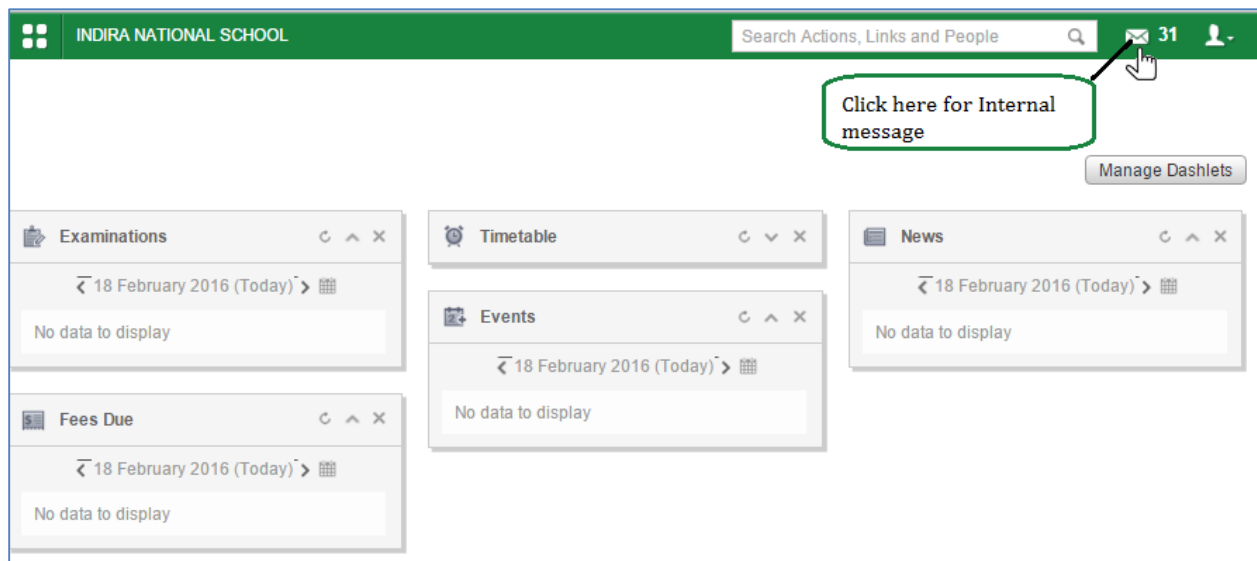 INDIRA NATIONAL SCHOOL
Search Actions, Links and People
31
Click here for Internal
message
Manage Dashlets
Examinations
18 February 2016 (Today)
No data to display
Fees Due
18 February 2016 (Today)
No data to display
Timetable
Events
18 February 2016 (Today)
No data to display
News
18 February 2016 (Today)
No data to display